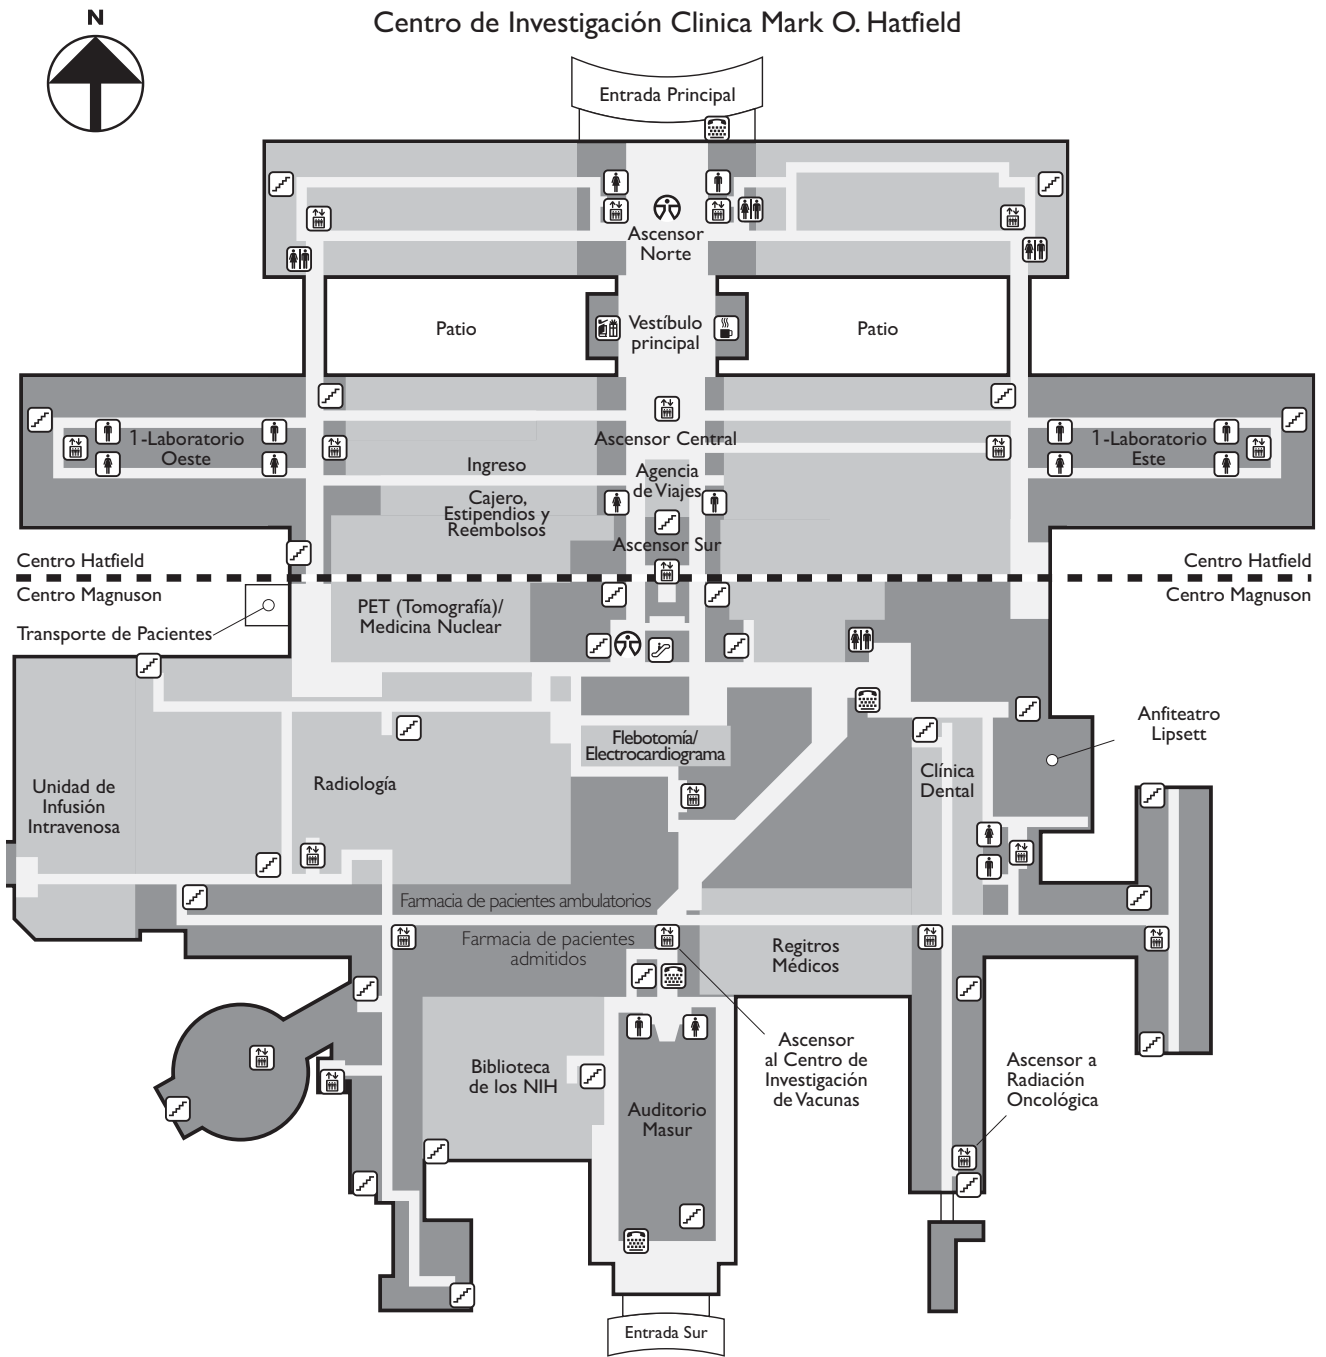 Centro de Investigación Clinica Mark O. Hatfield
N
Entrada Principal
Ascensor
Norte
Patio
Vestíbulo
principal
Patio
1-Laboratorio
Oeste
Ascensor Central
1-Laboratorio
Este
Ingreso
Agencia
de Viajes
Cajero,
Estipendios y
Reembolsos
Ascensor Sur
Centro Hatfield
Centro Hatfield
Centro Magnuson
Centro Magnuson
Transporte de Pacientes
PET (Tomografía)/
Medicina Nuclear
Anfiteatro
Lipsett
Flebotomía/
Electrocardiograma
Clínica
Dental
Radiología
Unidad de
Infusión
Intravenosa
Farmacia de pacientes ambulatorios
Farmacia de pacientes
admitidos
Regitros
Médicos
Ascensor
al Centro de
Investigación
de Vacunas
Ascensor a
Radiación
Oncológica
Biblioteca
de los NIH
Auditorio
Masur
Entrada Sur